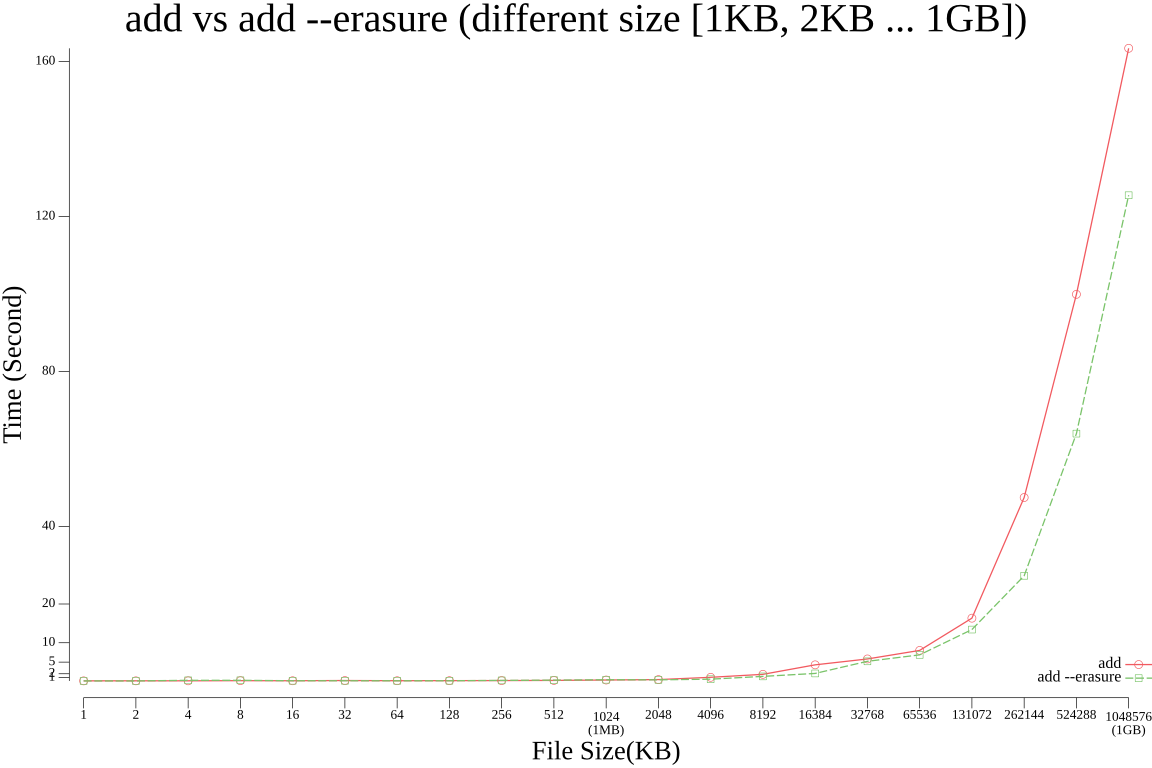 add vs add --erasure (different size [1KB, 2KB ... 1GB])
160
120
80
40
20
10
5
2
1
Time (Second)
add
add --erasure
1 2 4 8 16 32 64 128 256 512 1024 2048 4096 8192 16384 32768 65536 131072 262144 524288 1048576
(1MB) (1GB)
File Size(KB)